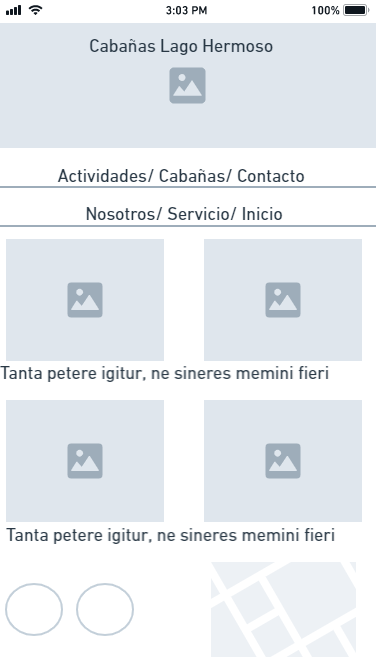 3:03 PM 100%
Cabañas Lago Hermoso
Actividades/ Cabañas/ Contacto
Nosotros/ Servicio/ Inicio
Tanta petere igitur, ne sineres memini fieri
Tanta petere igitur, ne sineres memini fieri